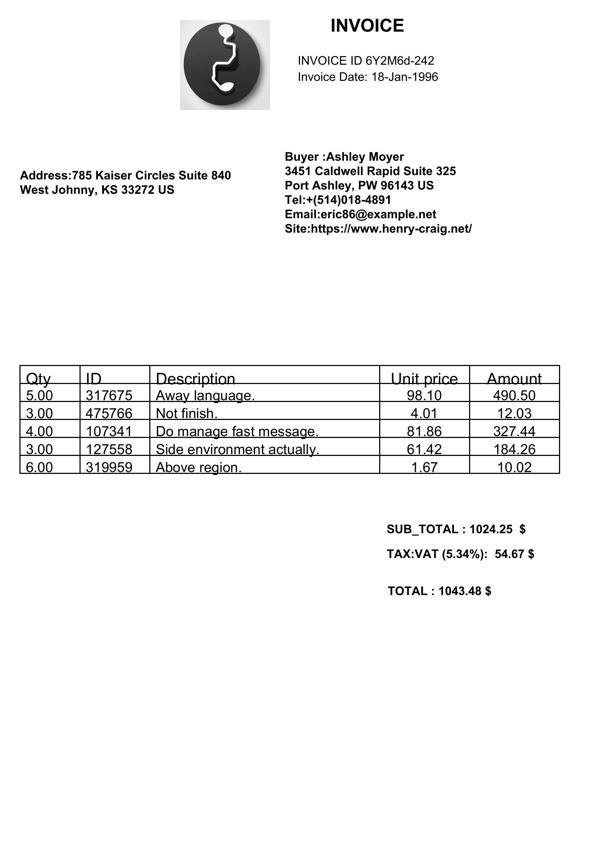 INVOICE
INVOICE ID 6Y2M6d-242
Invoice Date: 18-Jan-1996
Address:785 Kaiser Circles Suite 840
West Johnny, KS 33272 US
Buyer :Ashley Moyer
3451 Caldwell Rapid Suite 325
Port Ashley, PW 96143 US
Tel:+(514)018-4891
Email:eric86@example.net
Site:https://www.henry-craig.net/
Qty ID Description Unit price Amount
5.00 317675 Away language. 98.10 490.50
3.00 475766 Not finish. 4.01 12.03
4.00 107341 Do manage fast message. 81.86 327.44
3.00 127558 Side environment actually. 61.42 184.26
6.00 319959 Above region. 1.67 10.02
SUB_TOTAL : 1024.25 $
TAX:VAT (5.34%): 54.67 $
TOTAL : 1043.48 $